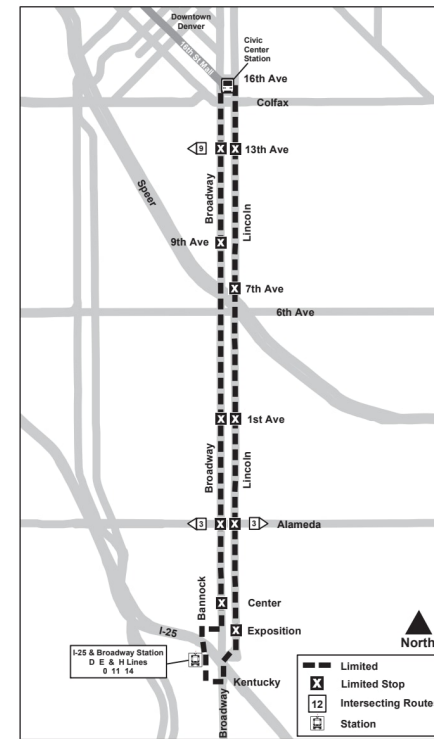 Downtown
Denver
16th St Mall
Civic
Center
Station
16th Ave
Colfax
9
X
X
13th Ave
Speer
Broadway
Lincoln
9th Ave
X
X
7th Ave
6th Ave
X
X
1st Ave
Broadway
Lincoln
3
X
X
3
Alameda
Bannock
X
Center
I-25
X
Exposition
I-25 & Broadway Station
D E & H Lines
0 11 14
Kentucky
Broadway
North
Limited
X
Limited Stop
12
Intersecting Route
Station